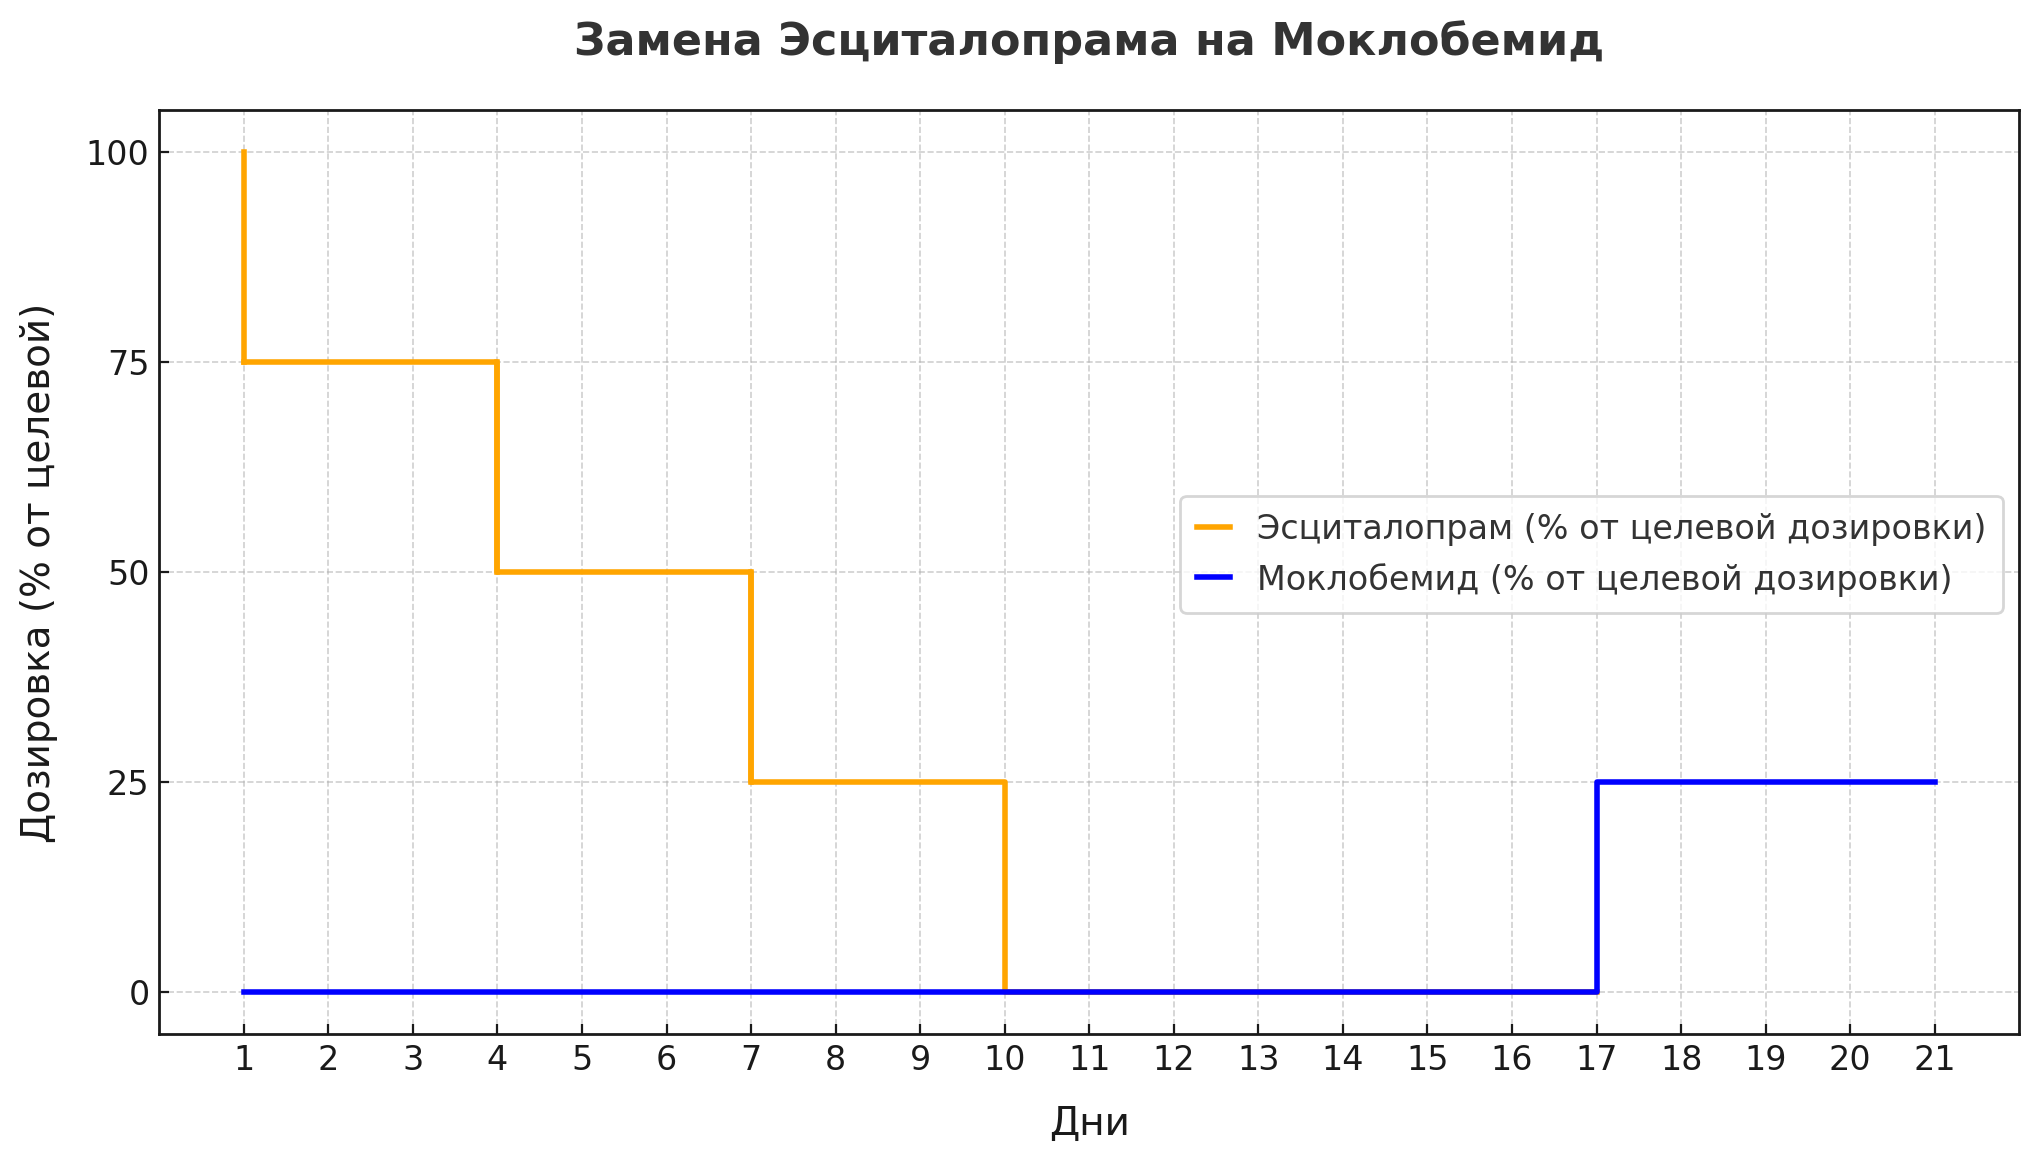 Замена Эсциталопрама на Моклобемид
Дозировка (% от целевой)
100
75
50
25
0
Эсциталопрам (% от целевой дозировки)
Моклобемид (% от целевой дозировки)
1 2 3 4 5 6 7 8 9 10 11 12 13 14 15 16 17 18 19 20 21
Дни